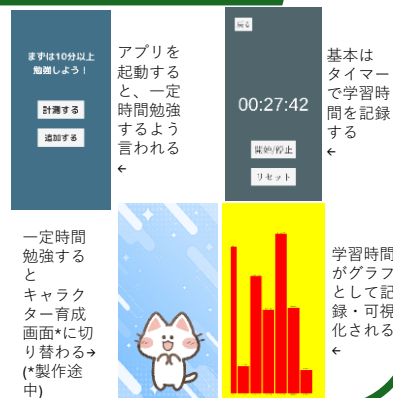 まずは10分以上
勉強しよう！
計測する
追加する
アプリを
起動する
と、一定
時間勉強
するよう
言われる
←
戻る
00:27:42
開始/停止
リセット
基本は
タイマー
で学習時
間を記録
する
←
一定時間
勉強する
と
キャラク
ター育成
画面*に切
り替わる→
(*製作途
中)
学習時間
がグラフ
として記
録・可視
化される
←